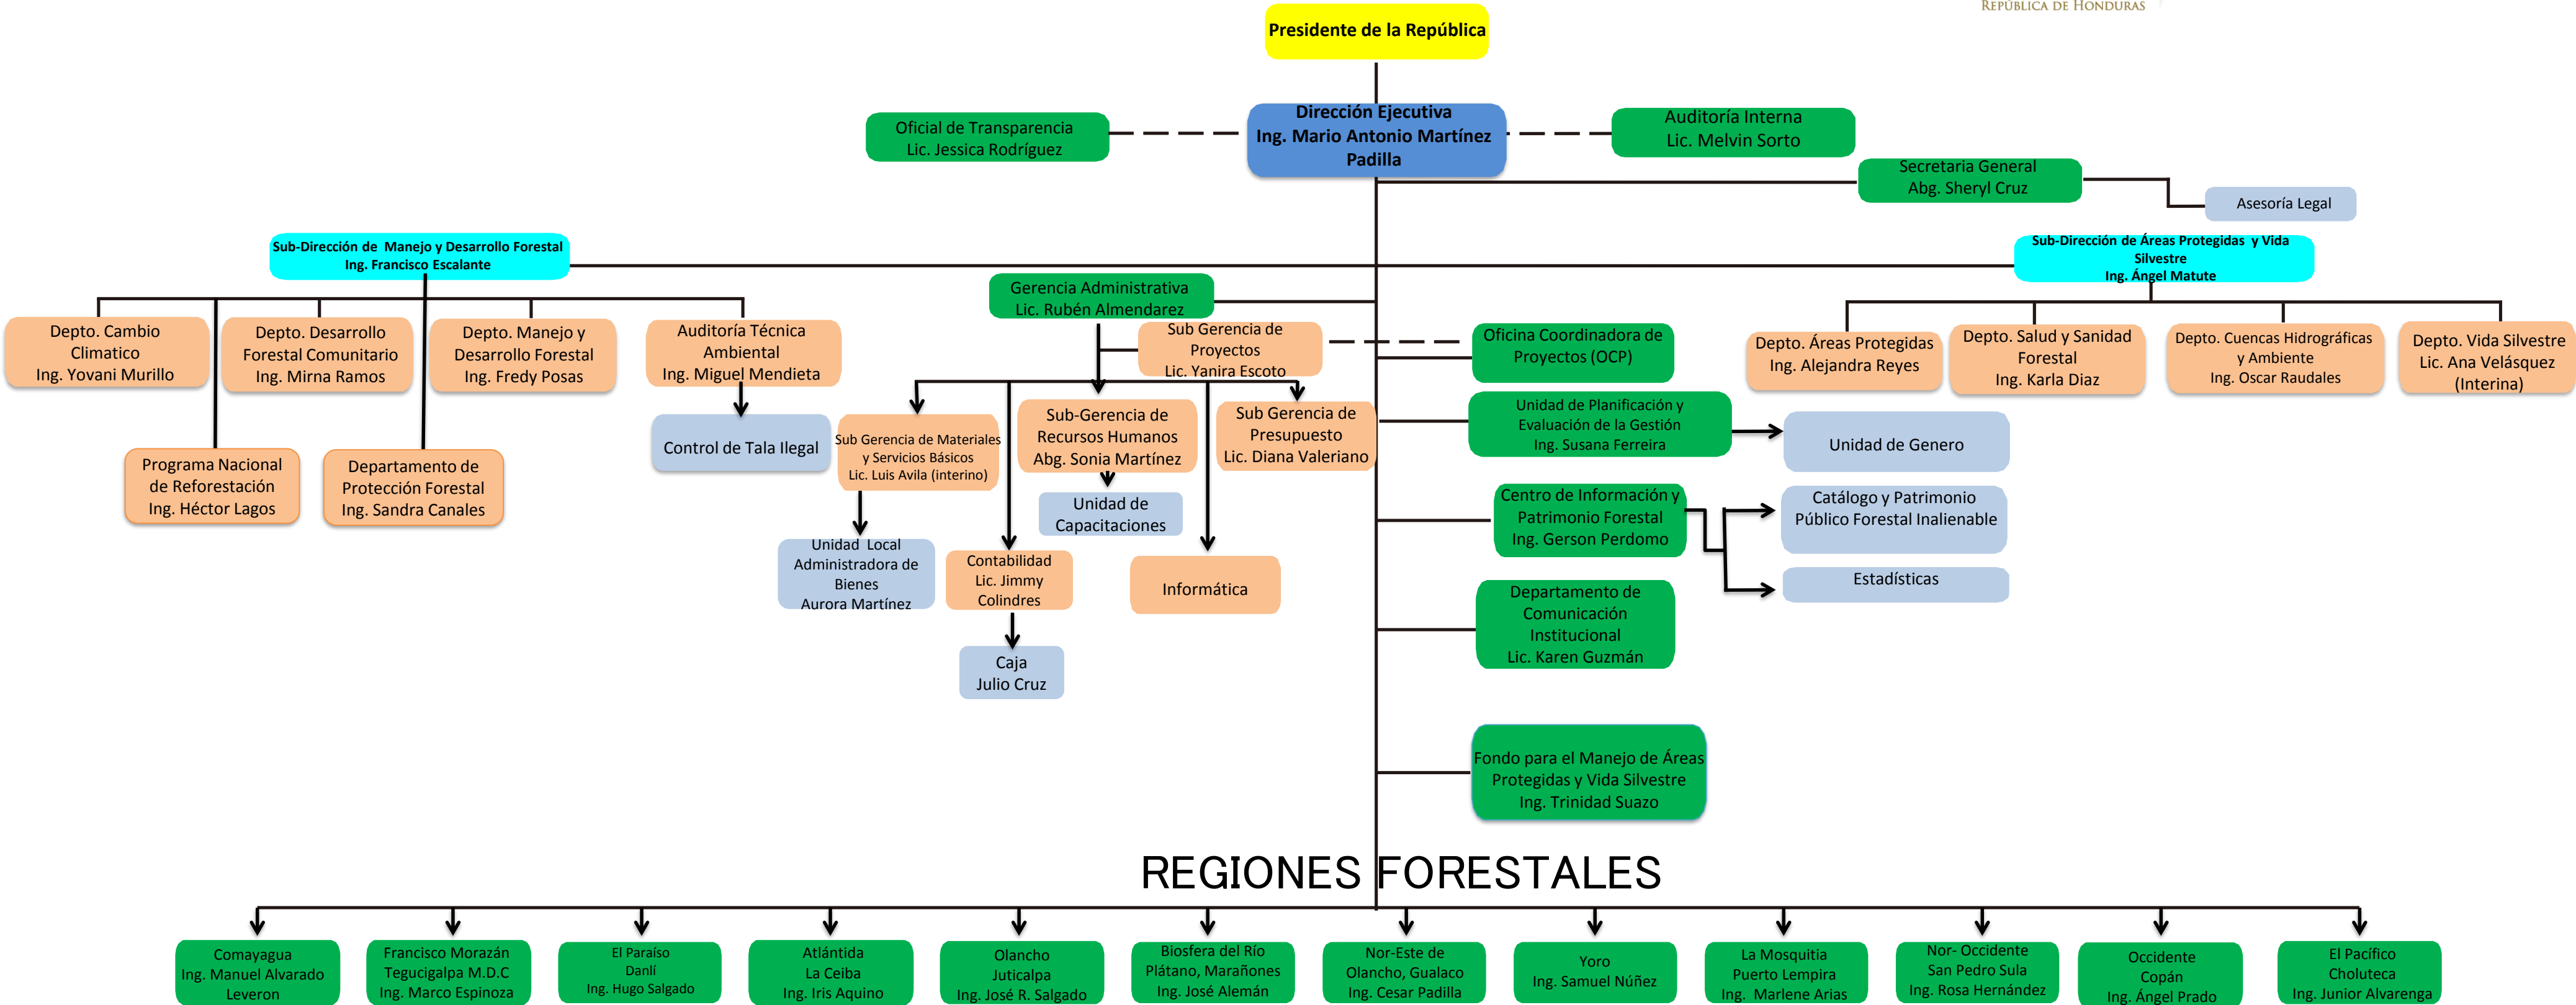 REPÚBLICA DE HONDURAS
Presidente de la República
Dirección Ejecutiva
Ing. Mario Antonio Martínez
Padilla
Oficial de Transparencia
Lic. Jessica Rodríguez
Auditoría Interna
Lic. Melvin Sorto
Secretaria General
Abg. Sheryl Cruz
Asesoría Legal
Sub-Dirección de Manejo y Desarrollo Forestal
Ing. Francisco Escalante
Sub-Dirección de Áreas Protegidas y Vida
Silvestre
Ing. Ángel Matute
Depto. Cambio
Climatico
Ing. Yovani Murillo
Depto. Desarrollo
Forestal Comunitario
Ing. Mirna Ramos
Depto. Manejo y
Desarrollo Forestal
Ing. Fredy Posas
Auditoría Técnica
Ambiental
Ing. Miguel Mendieta
Control de Tala Ilegal
Programa Nacional
de Reforestación
Ing. Héctor Lagos
Departamento de
Protección Forestal
Ing. Sandra Canales
Gerencia Administrativa
Lic. Rubén Almendarez
Sub Gerencia de
Proyectos
Lic. Yanira Escoto
Sub Gerencia de Materiales
y Servicios Básicos
Lic. Luis Avila (interino)
Sub-Gerencia de
Recursos Humanos
Abg. Sonia Martínez
Sub Gerencia de
Presupuesto
Lic. Diana Valeriano
Unidad de
Capacitaciones
Unidad Local
Administradora de
Bienes
Aurora Martínez
Contabilidad
Lic. Jimmy
Colindres
Informática
Caja
Julio Cruz
Oficina Coordinadora de
Proyectos (OCP)
Unidad de Planificación y
Evaluación de la Gestión
Ing. Susana Ferreira
Unidad de Genero
Centro de Información y
Patrimonio Forestal
Ing. Gerson Perdomo
Catálogo y Patrimonio
Público Forestal Inalienable
Estadísticas
Departamento de
Comunicación
Institucional
Lic. Karen Guzmán
Fondo para el Manejo de Áreas
Protegidas y Vida Silvestre
Ing. Trinidad Suazo
Depto. Áreas Protegidas
Ing. Alejandra Reyes
Depto. Salud y Sanidad
Forestal
Ing. Karla Diaz
Depto. Cuencas Hidrográficas
y Ambiente
Ing. Oscar Raudales
Depto. Vida Silvestre
Lic. Ana Velásquez
(Interina)
REGIONES FORESTALES
Comayagua
Ing. Manuel Alvarado
Leveron
Francisco Morazán
Tegucigalpa M.D.C
Ing. Marco Espinoza
El Paraíso
Danlí
Ing. Hugo Salgado
Atlántida
La Ceiba
Ing. Iris Aquino
Olancho
Juticalpa
Ing. José R. Salgado
Biosfera del Río
Plátano, Marañones
Ing. José Alemán
Nor-Este de
Olancho, Gualaco
Ing. Cesar Padilla
Yoro
Ing. Samuel Núñez
La Mosquitia
Puerto Lempira
Ing. Marlene Arias
Nor- Occidente
San Pedro Sula
Ing. Rosa Hernández
Occidente
Copán
Ing. Ángel Prado
El Pacífico
Choluteca
Ing. Junior Alvarenga